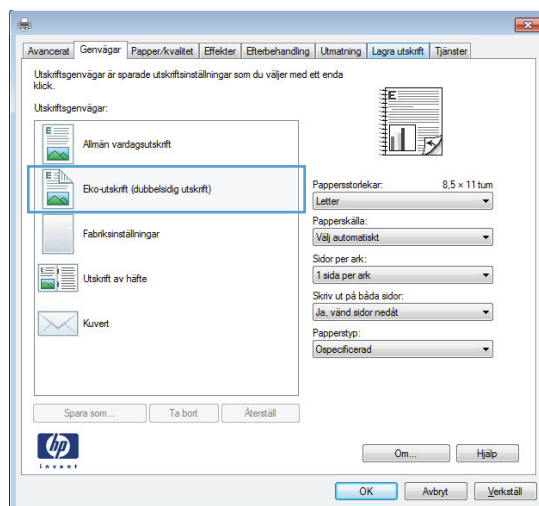 Avancerat Genvägar Papper/kvalitet Effekter Efterbehandling Utmatning Lagra utskrift Tjänster
Utskriftsgenvägar är sparade utskriftsinställningar som du väljer med ett enda
klick.
Utskriftsgenvägar:
Allmän vardagsutskrift
Eko-utskrift (dubbelsidig utskrift)
Fabriksinställningar
Utskrift av häfte
Kuvert
Spara som... Ta bort Återställ
Pappersstorlekar: 8,5 × 11 tum
Letter
Papperskälla:
Välj automatiskt
Sidor per ark:
1 sida per ark
Skriv ut på båda sidor:
Ja, vänd sidor nedåt
Papperstyp:
Ospecificerad
hp
invent
Om... Hjälp
OK Avbryt Verkställ